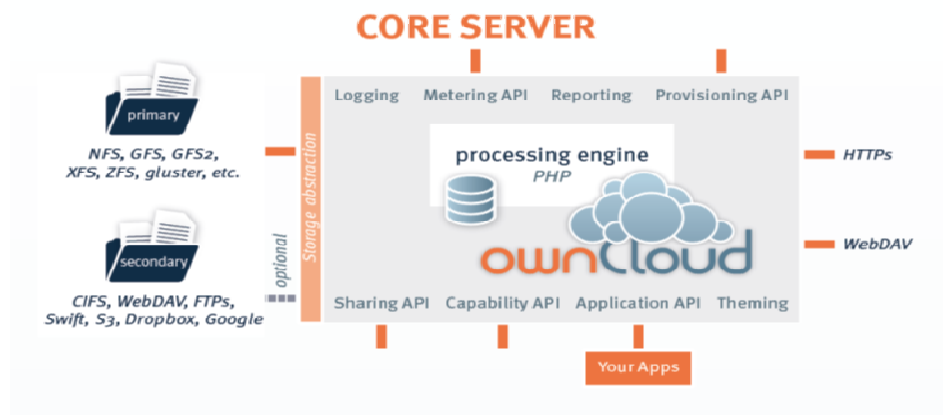 CORE SERVER
Logging Metering API Reporting Provisioning API
primary
NFS, GFS, GFS2,
XFS, ZFS, gluster, etc.
Storage abstraction
processing engine
PHP
HTTPs
secondary
CIFS, WebDAV, FTPs,
Swift, S3, Dropbox, Google
optional
ownCloud
WebDAV
Sharing API Capability API Application API Theming
Your Apps